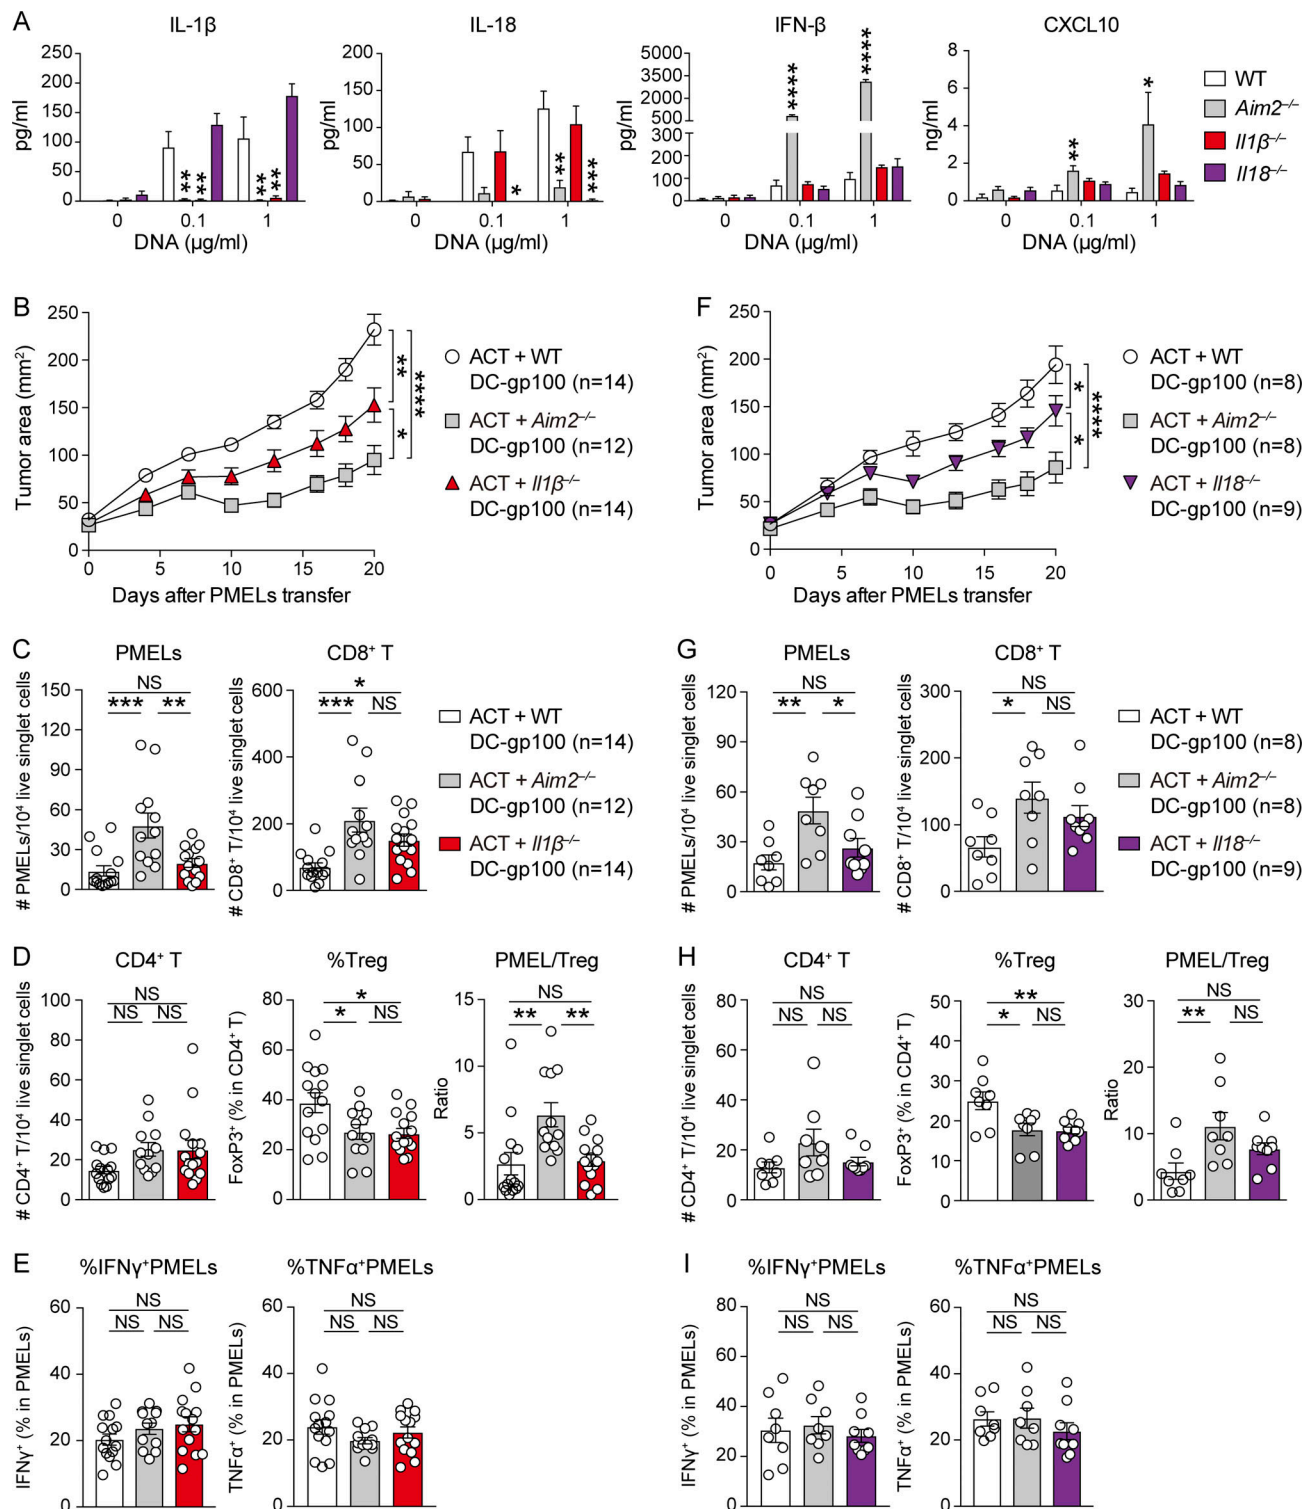 A
IL-1β
IL-18
IFN-β
CXCL10
pg/ml
250
200
150
100
50
0
0
0.1
1
DNA (µg/ml)
**
**
**
**
pg/ml
200
150
100
50
0
0
0.1
1
DNA (µg/ml)
*
**
***
pg/ml
5000
3500
2000
500
300
200
100
0
0
0.1
1
DNA (µg/ml)
****
****
ng/ml
8
6
4
2
0
0
0.1
1
DNA (µg/ml)
**
*
WT
Aim2–/–
Il1β–/–
Il18–/–
B
Tumor area (mm²)
250
200
150
100
50
0
0
5
10
15
20
Days after PMELs transfer
**
*
****
ACT + WT
DC-gp100 (n=14)
ACT + Aim2–/–
DC-gp100 (n=12)
ACT + Il1β–/–
DC-gp100 (n=14)
F
Tumor area (mm²)
250
200
150
100
50
0
0
5
10
15
20
Days after PMELs transfer
*
*
****
ACT + WT
DC-gp100 (n=8)
ACT + Aim2–/–
DC-gp100 (n=8)
ACT + Il18–/–
DC-gp100 (n=9)
C
PMELs
# PMELs/10⁴ live singlet cells
150
120
90
60
30
0
NS
***
**
CD8⁺ T
# CD8⁺ T/10⁴ live singlet cells
600
400
200
0
*
***
NS
ACT + WT
DC-gp100 (n=14)
ACT + Aim2–/–
DC-gp100 (n=12)
ACT + Il1β–/–
DC-gp100 (n=14)
G
PMELs
# PMELs/10⁴ live singlet cells
120
90
60
30
0
NS
**
*
CD8⁺ T
# CD8⁺ T/10⁴ live singlet cells
300
200
100
0
NS
*
NS
ACT + WT
DC-gp100 (n=8)
ACT + Aim2–/–
DC-gp100 (n=8)
ACT + Il18–/–
DC-gp100 (n=9)
D
CD4⁺ T
# CD4⁺ T/10⁴ live singlet cells
100
80
60
40
20
0
NS
NS
NS
%Treg
FoxP3⁺ (% in CD4⁺ T)
80
60
40
20
0
*
*
NS
PMEL/Treg
Ratio
15
10
5
0
NS
**
**
H
CD4⁺ T
# CD4⁺ T/10⁴ live singlet cells
80
60
40
20
0
NS
NS
NS
%Treg
FoxP3⁺ (% in CD4⁺ T)
50
40
30
20
10
0
**
*
NS
PMEL/Treg
Ratio
30
20
10
0
NS
**
NS
E
%IFNγ⁺PMELs
IFNγ⁺ (% in PMELs)
60
40
20
0
NS
NS
NS
%TNFα⁺PMELs
TNFα⁺ (% in PMELs)
60
40
20
0
NS
NS
NS
I
%IFNγ⁺PMELs
IFNγ⁺ (% in PMELs)
80
60
40
20
0
NS
NS
NS
%TNFα⁺PMELs
TNFα⁺ (% in PMELs)
60
40
20
0
NS
NS
NS